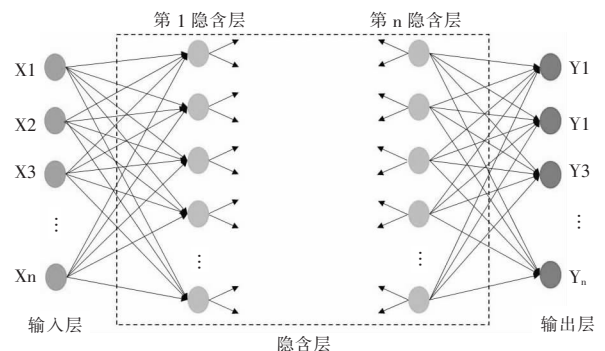 第 1 隐含层 第 n 隐含层
X1 Y1
X2 Y1
X3 Y3
⋮ ⋮ ⋮ ⋮
Xn Yn
输入层 输出层
隐含层